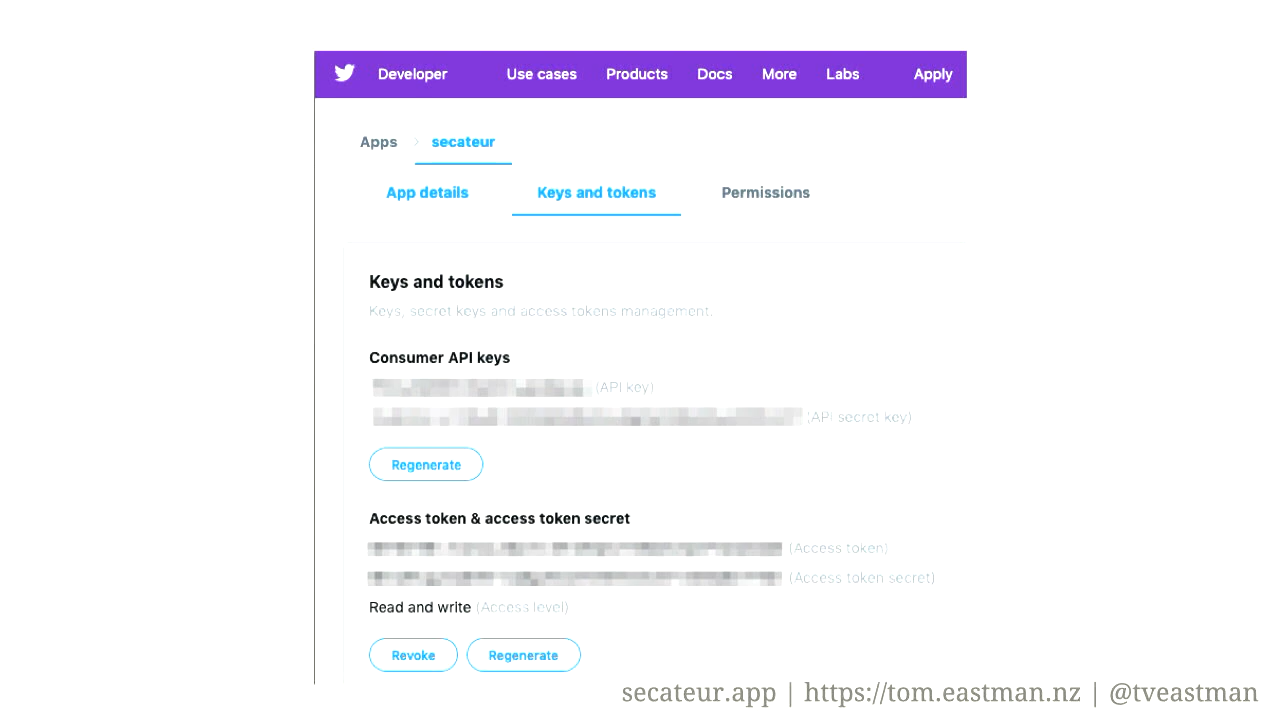 Developer Use cases Products Docs More Labs Apply
Apps secateur
App details Keys and tokens Permissions
Keys and tokens
Keys, secret keys and access tokens management.
Consumer API keys
(API key)
(API secret key)
Regenerate
Access token & access token secret
(Access token)
(Access token secret)
Read and write (Access level)
Revoke Regenerate
secateur.app | https://tom.eastman.nz | @tveastman